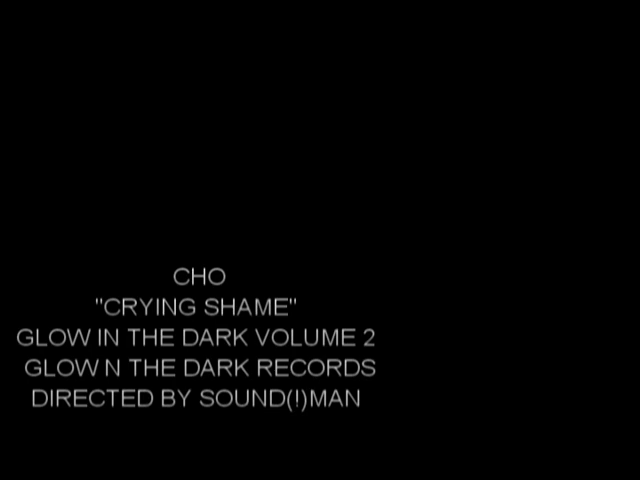 CHO
"CRYING SHAME"
GLOW IN THE DARK VOLUME 2
GLOW N THE DARK RECORDS
DIRECTED BY SOUND(!)MAN